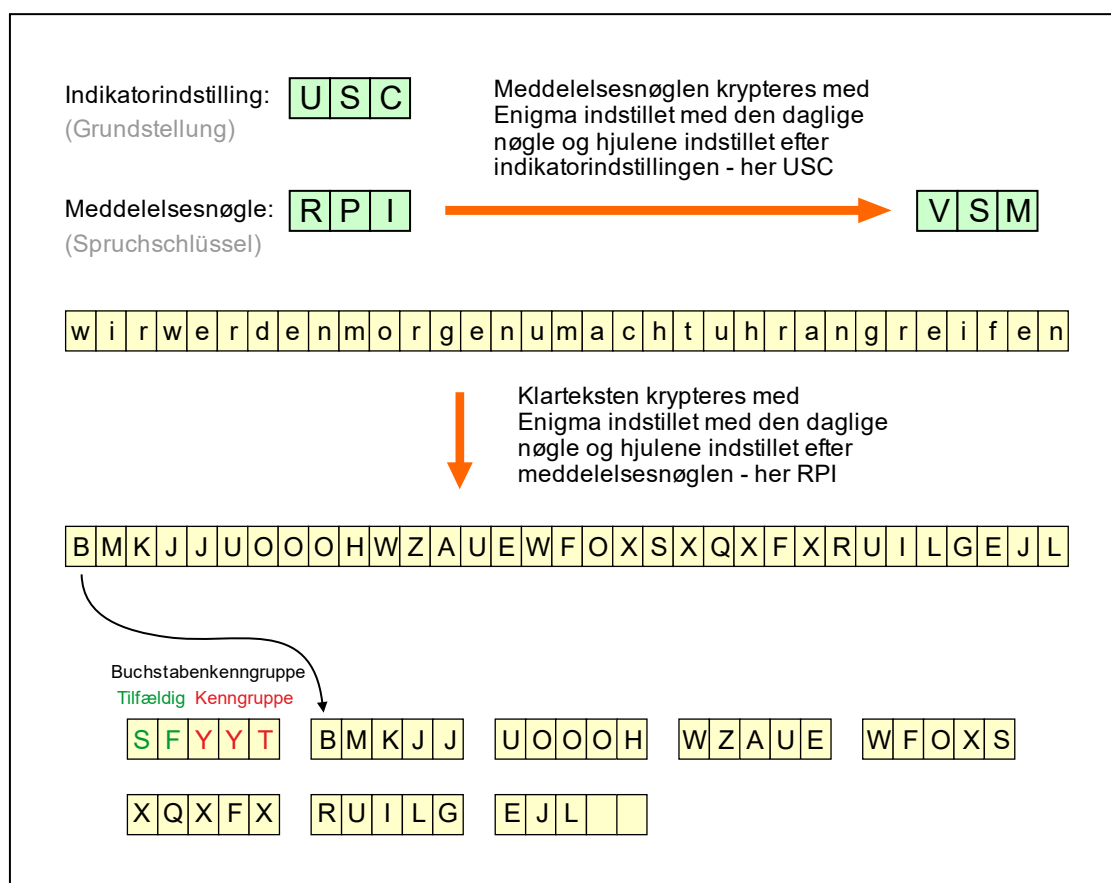 Indikatorindstilling: U S C
(Grundstellung)
Meddelelsesnøglen krypteres med
Enigma indstillet med den daglige
nøgle og hjulene indstillet efter
indikatorindstillingen - her USC
Meddelelsesnøgle: R P I V S M
(Spruchschlüssel)
w i r w e r d e n m o r g e n u m a c h t u h r a n g r e i f e n
Klarteksten krypteres med
Enigma indstillet med den daglige
nøgle og hjulene indstillet efter
meddelelsesnøglen - her RPI
B M K J J U O O O H W Z A U E W F O X S X Q X F X R U I L G E J L
Buchstabenkenngruppe
Tilfældig Kenngruppe
S F Y Y T B M K J J U O O O H W Z A U E W F O X S
X Q X F X R U I L G E J L